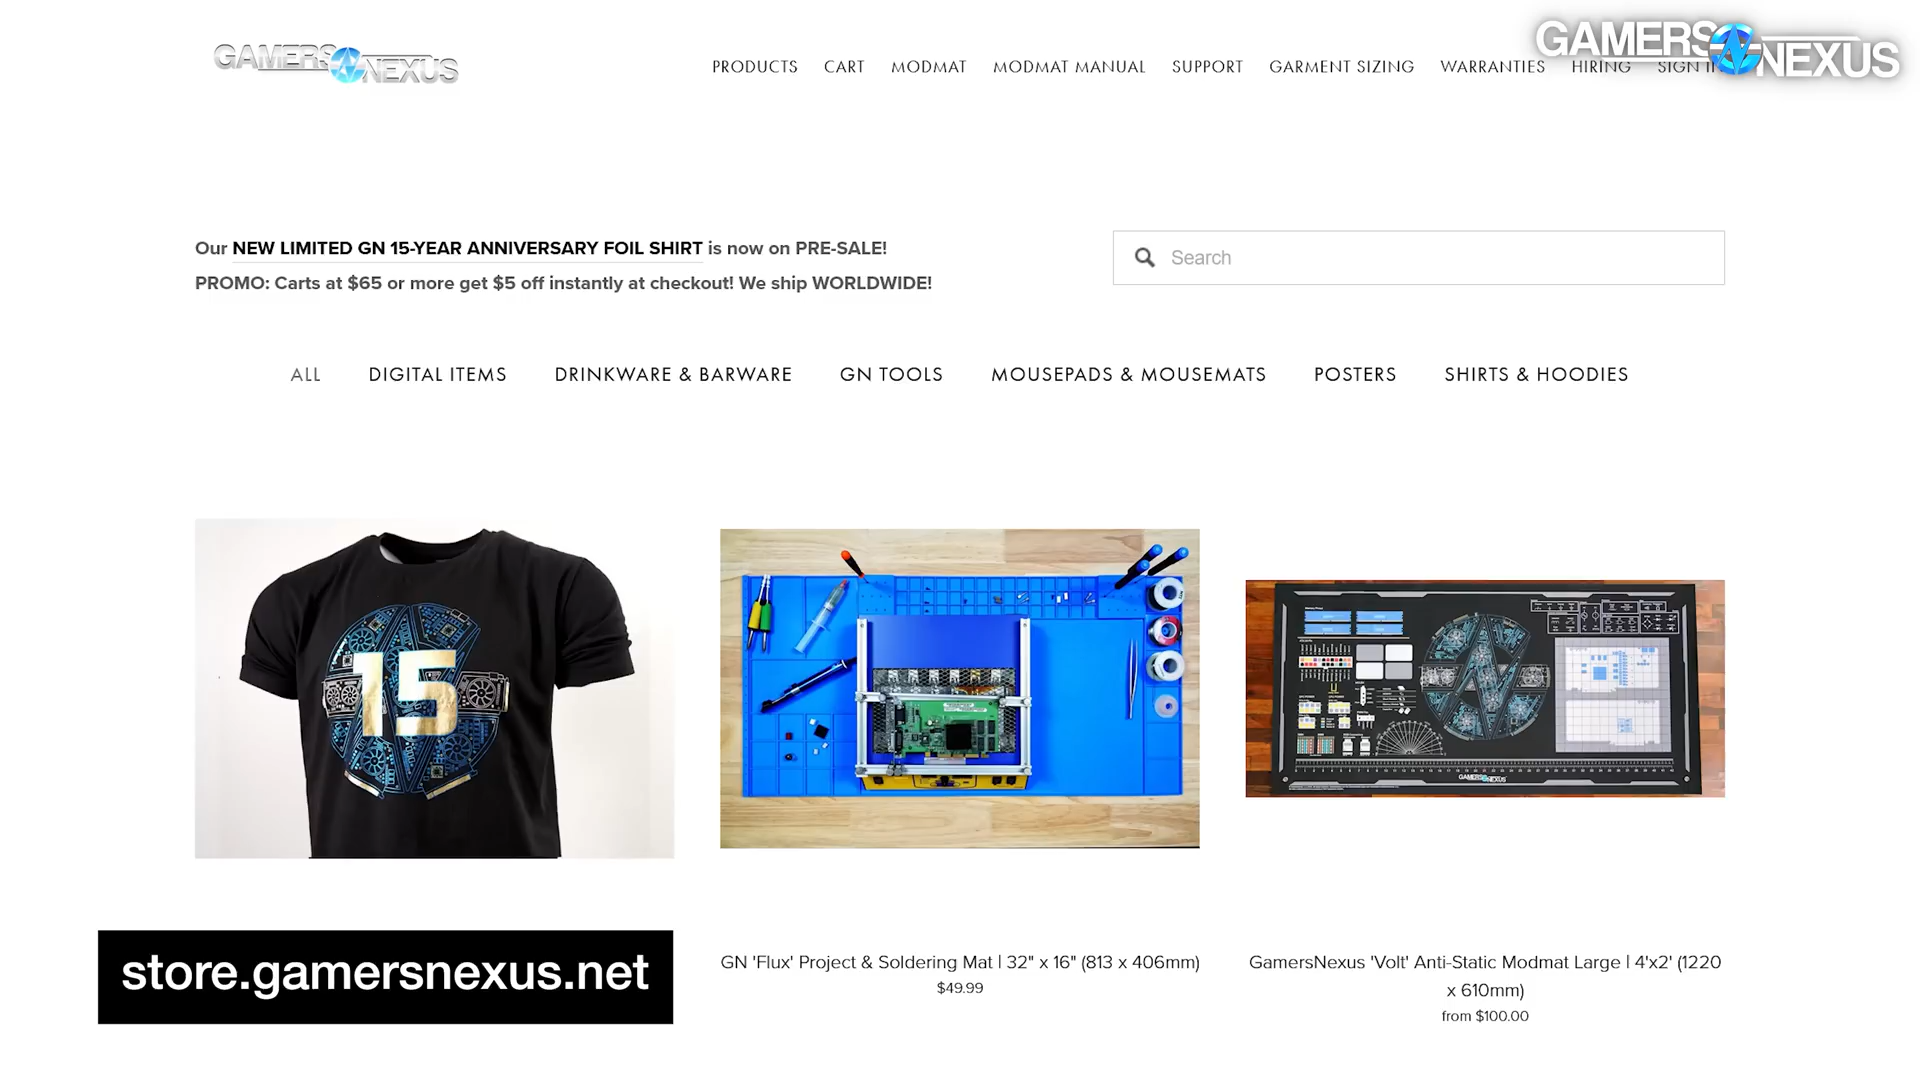 GAMERS NEXUS
PRODUCTS CART MODMAT MODMAT MANUAL SUPPORT GARMENT SIZING WARRANTIES HIRING SIGN
GAMERS NEXUS
Our NEW LIMITED GN 15-YEAR ANNIVERSARY FOIL SHIRT is now on PRE-SALE!
PROMO: Carts at $65 or more get $5 off instantly at checkout! We ship WORLDWIDE!
Search
ALL DIGITAL ITEMS DRINKWARE & BARWARE GN TOOLS MOUSEPADS & MOUSEMATS POSTERS SHIRTS & HOODIES
15
GAMERS NEXUS
store.gamersnexus.net
GN 'Flux' Project & Soldering Mat | 32" x 16" (813 x 406mm)
$49.99
GamersNexus 'Volt' Anti-Static Modmat Large | 4'x2' (1220
x 610mm)
from $100.00